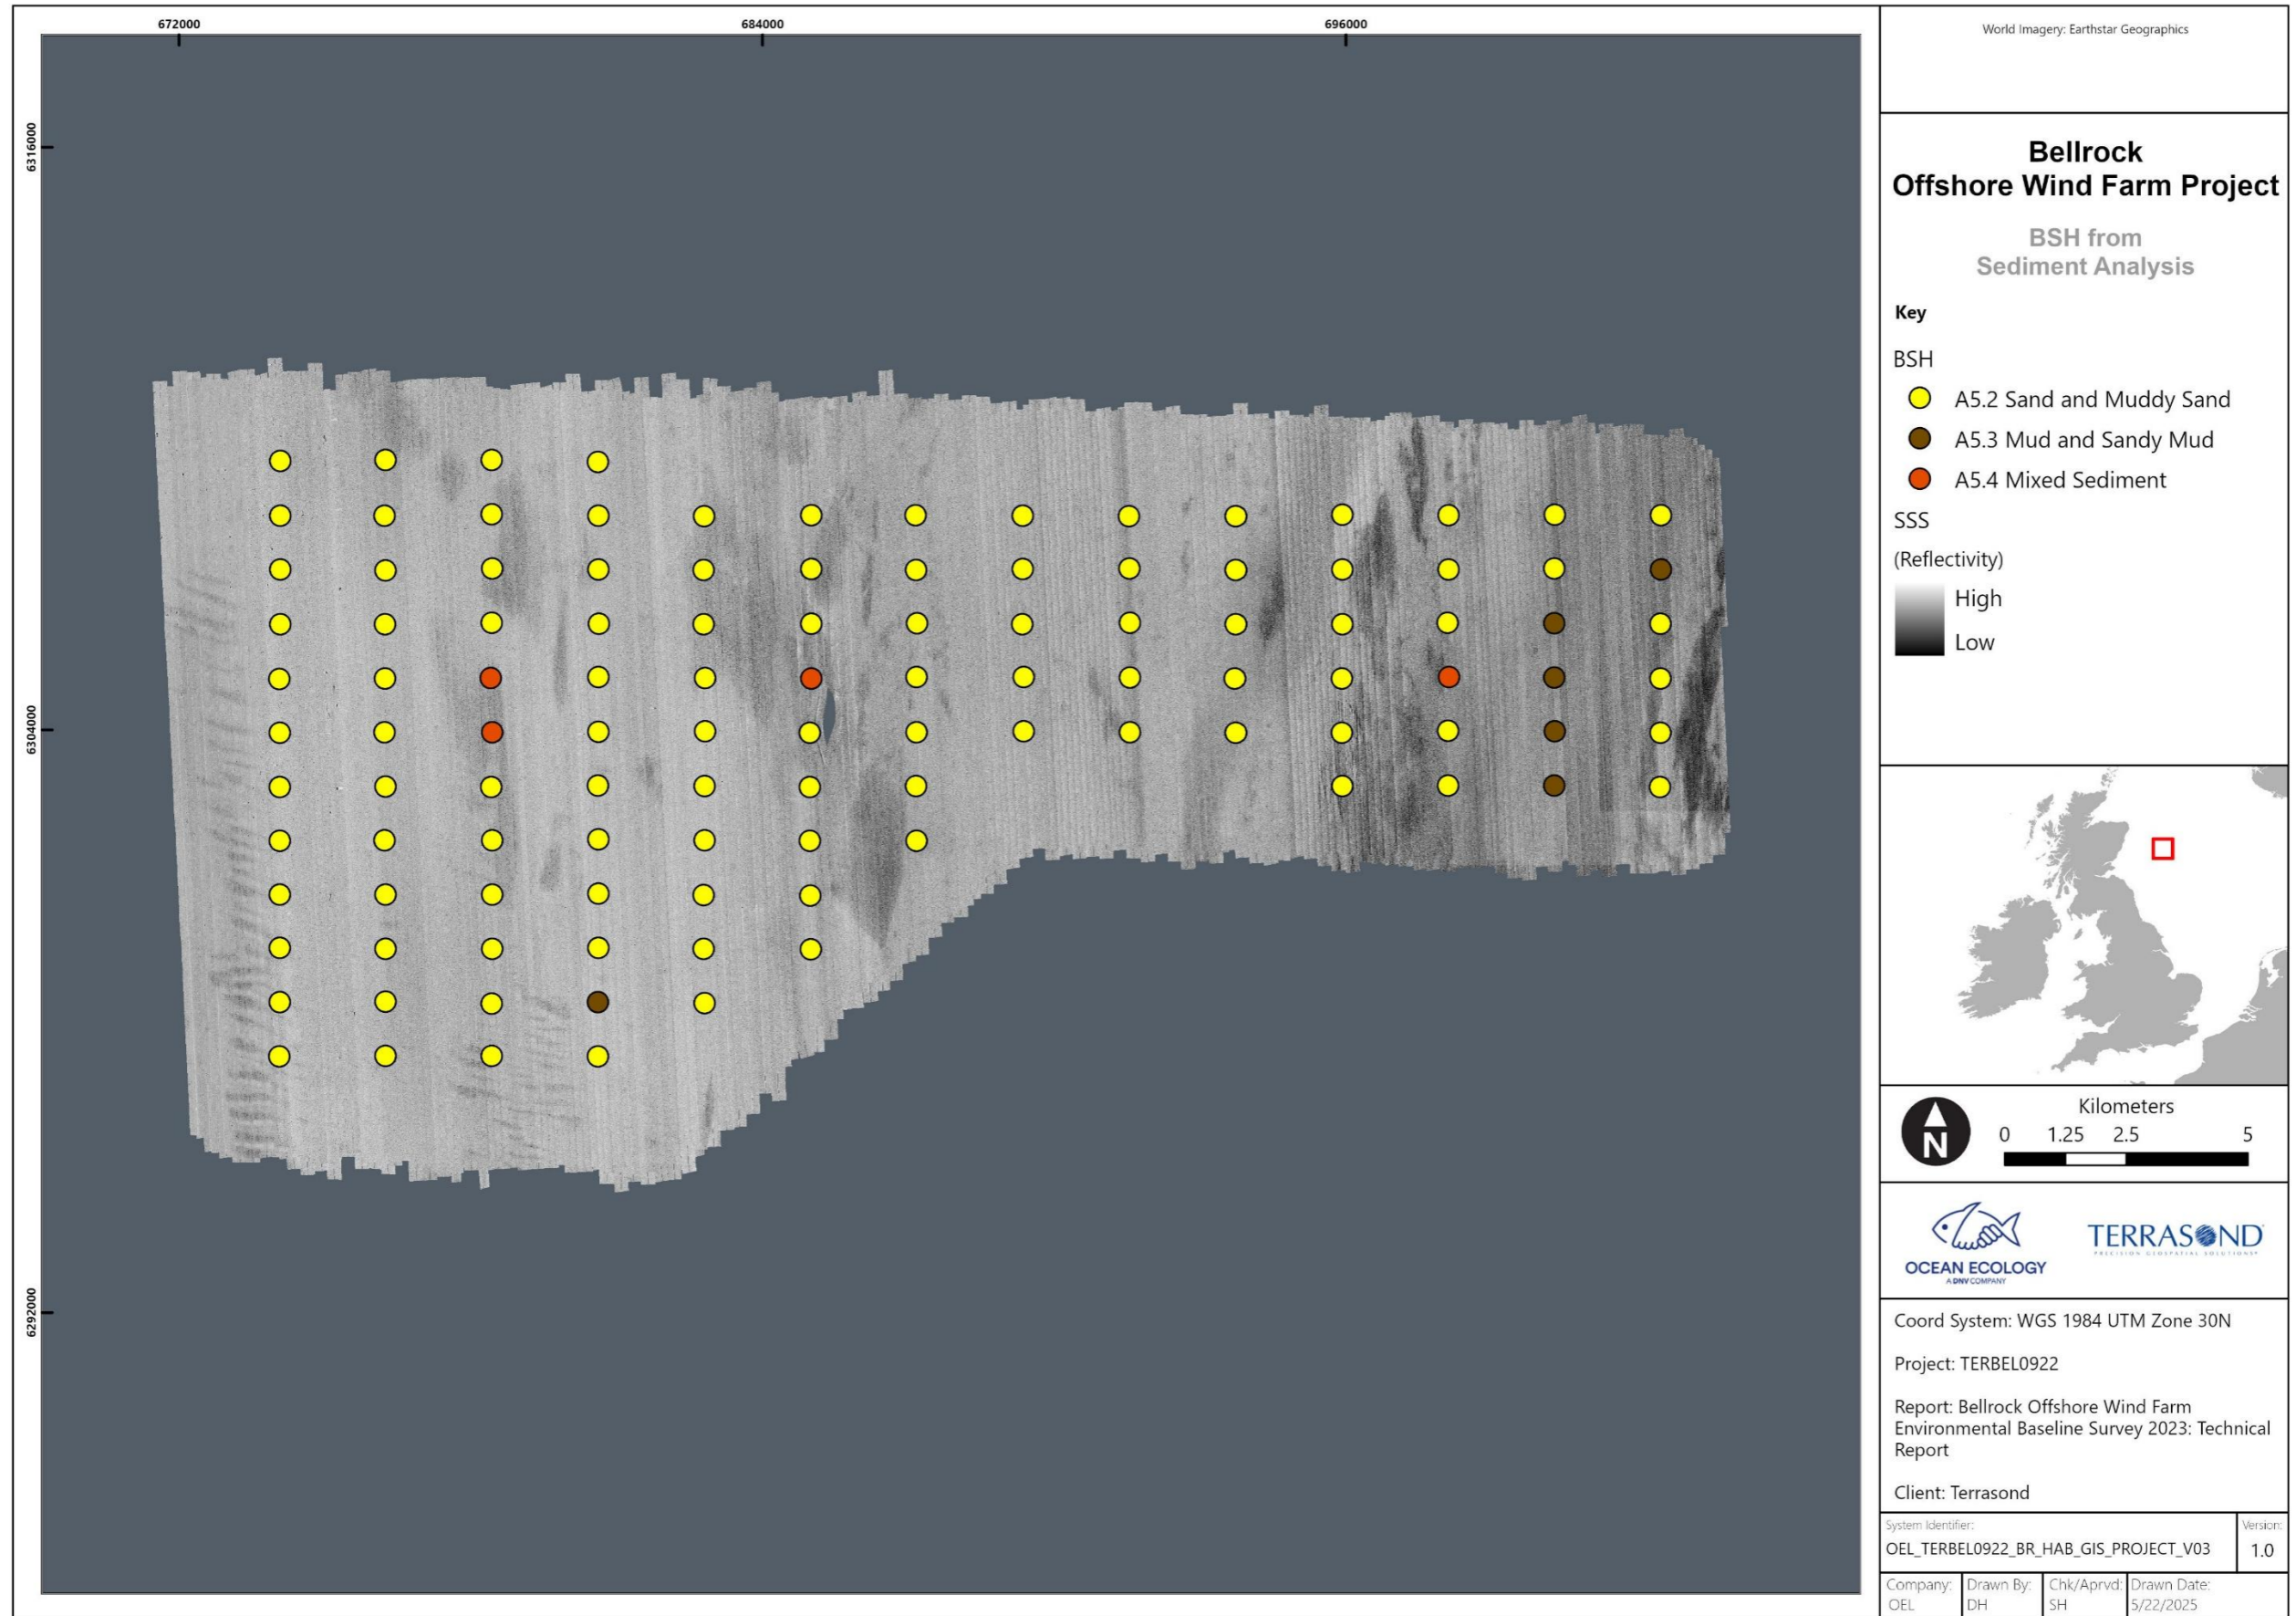 672000
684000
696000
6316000
6304000
6292000
World Imagery: Earthstar Geographics
Bellrock
Offshore Wind Farm Project
BSH from
Sediment Analysis
Key
BSH
A5.2 Sand and Muddy Sand
A5.3 Mud and Sandy Mud
A5.4 Mixed Sediment
SSS
(Reflectivity)
High
Low
N
Kilometers
0 1.25 2.5 5
OCEAN ECOLOGY
A DNV COMPANY
TERRASOND
PRECISION GEOSPATIAL SOLUTIONS®
Coord System: WGS 1984 UTM Zone 30N
Project: TERBEL0922
Report: Bellrock Offshore Wind Farm
Environmental Baseline Survey 2023: Technical
Report
Client: Terrasond
System Identifier:
OEL_TERBEL0922_BR_HAB_GIS_PROJECT_V03
Version:
1.0
Company:
OEL
Drawn By:
DH
Chk/Aprvd:
SH
Drawn Date:
5/22/2025